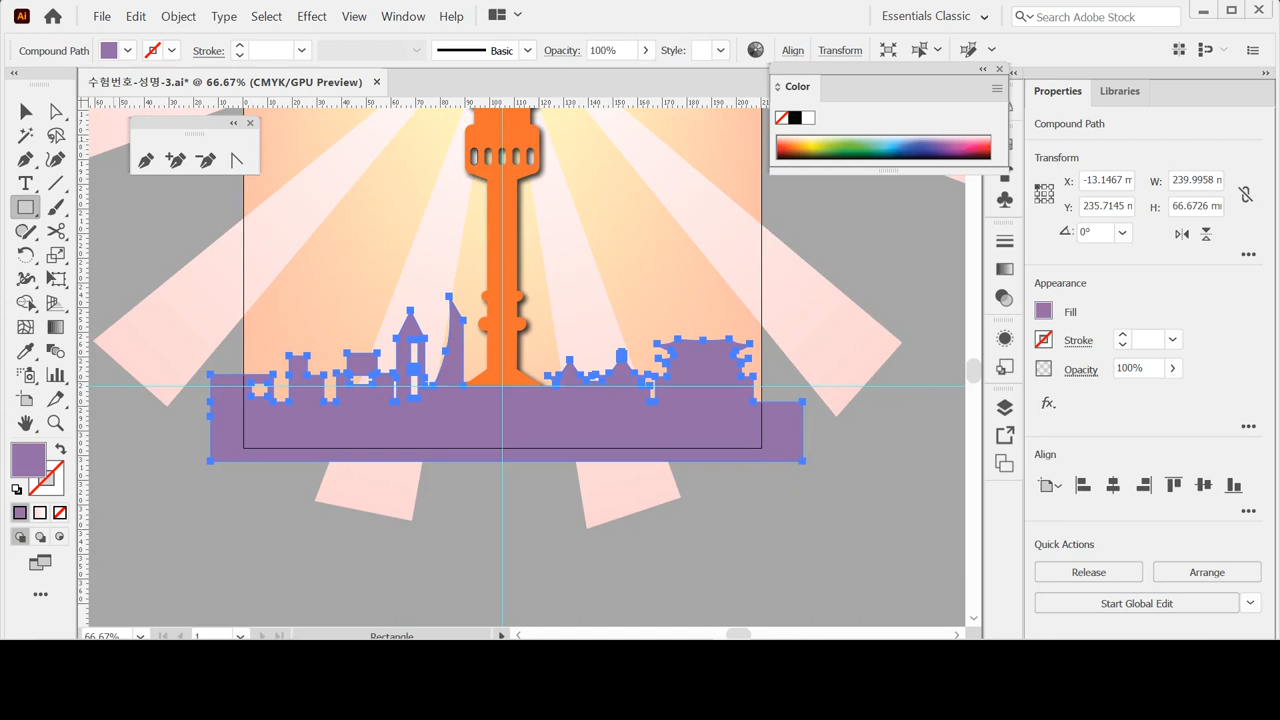 Ai
File Edit Object Type Select Effect View Window Help
Essentials Classic
Search Adobe Stock
Compound Path
Stroke:
Basic
Opacity: 100%
Style:
Align
Transform
수험번호-성명-3.ai* @ 66.67% (CMYK/GPU Preview)
Color
Properties Libraries
Compound Path
Transform
X: -13.1467 m W: 239.9958 m
Y: 235.7145 n H: 66.6726 m
0°
Appearance
Fill
Stroke
Opacity 100%
fx
Quick Actions
Release Arrange
Start Global Edit
66.67% 1 Rectangle